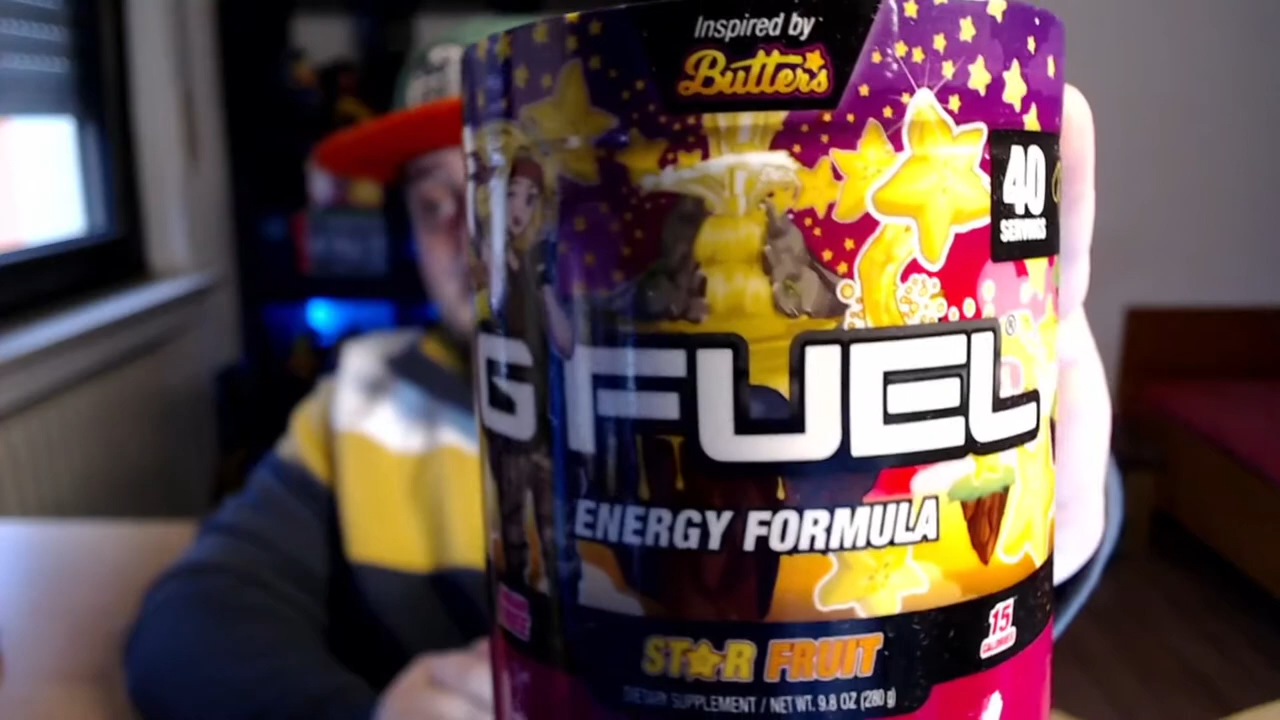 Inspired by
Butters
40
SERVINGS
G FUEL®
ENERGY FORMULA
15
CALORIES
STAR FRUIT
DIETARY SUPPLEMENT / NET WT. 9.8 OZ (280 g)